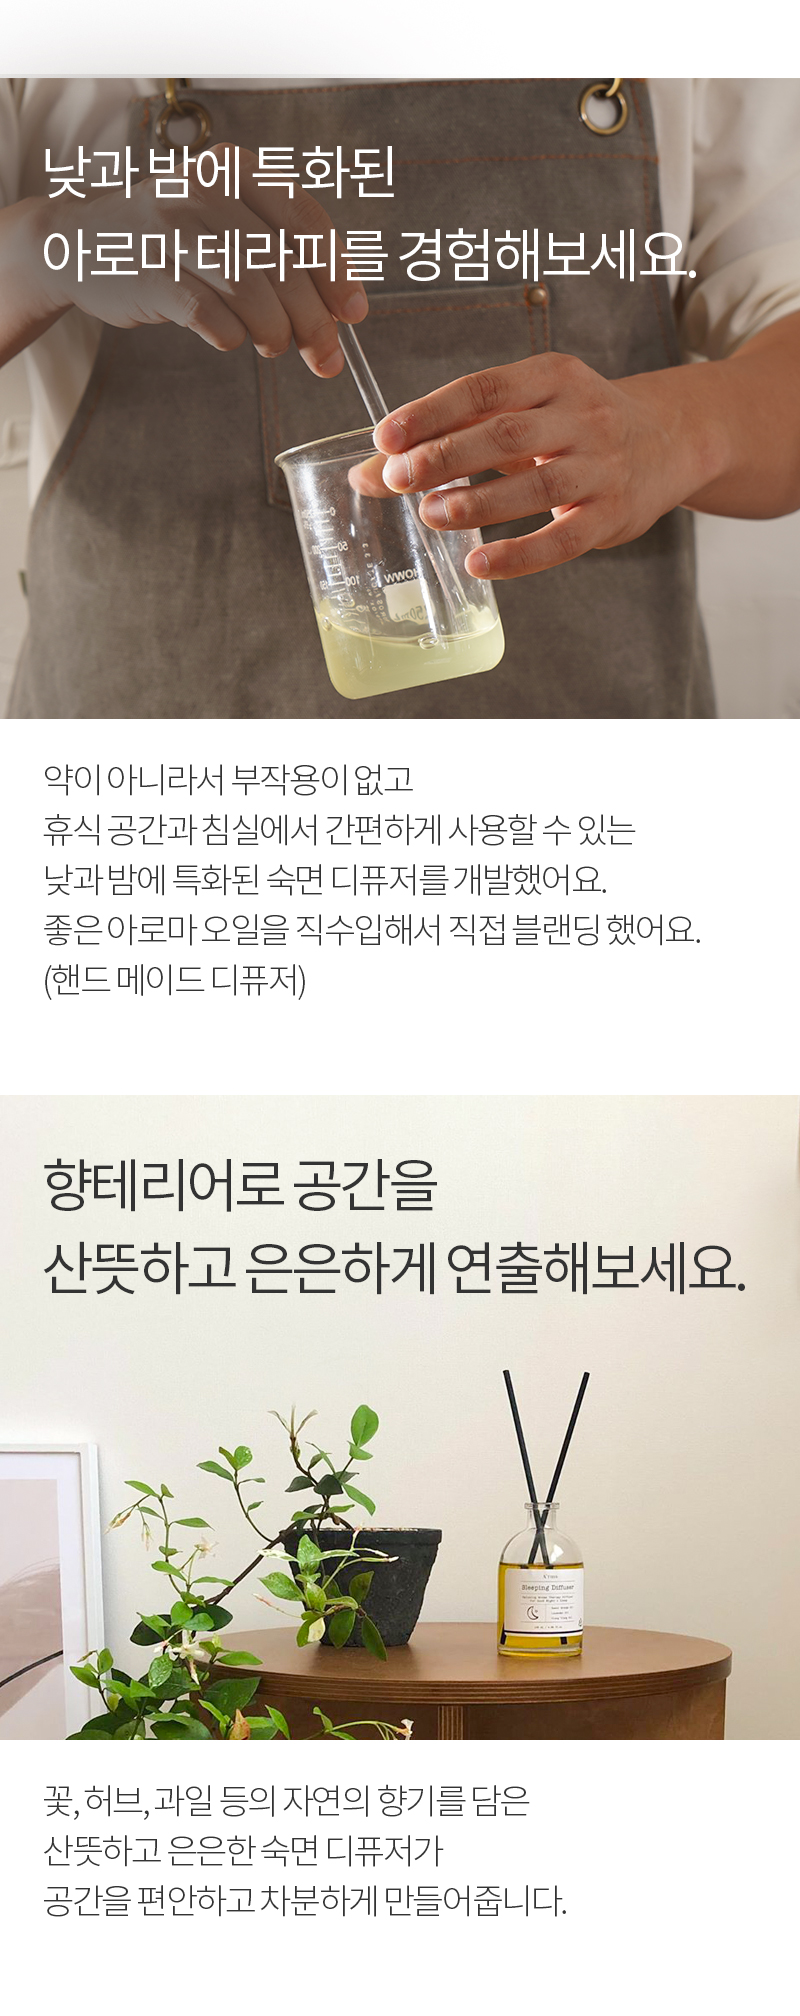 낮과 밤에 특화된
아로마 테라피를 경험해보세요.
50
100
약이 아니라서 부작용이 없고
휴식 공간과 침실에서 간편하게 사용할 수 있는
낮과 밤에 특화된 숙면 디퓨저를 개발했어요.
좋은 아로마 오일을 직수입해서 직접 블랜딩 했어요.
(핸드 메이드 디퓨저)
향테리어로 공간을
산뜻하고 은은하게 연출해보세요.
Sleeping Diffuser
꽃, 허브, 과일 등의 자연의 향기를 담은
산뜻하고 은은한 숙면 디퓨저가
공간을 편안하고 차분하게 만들어줍니다.